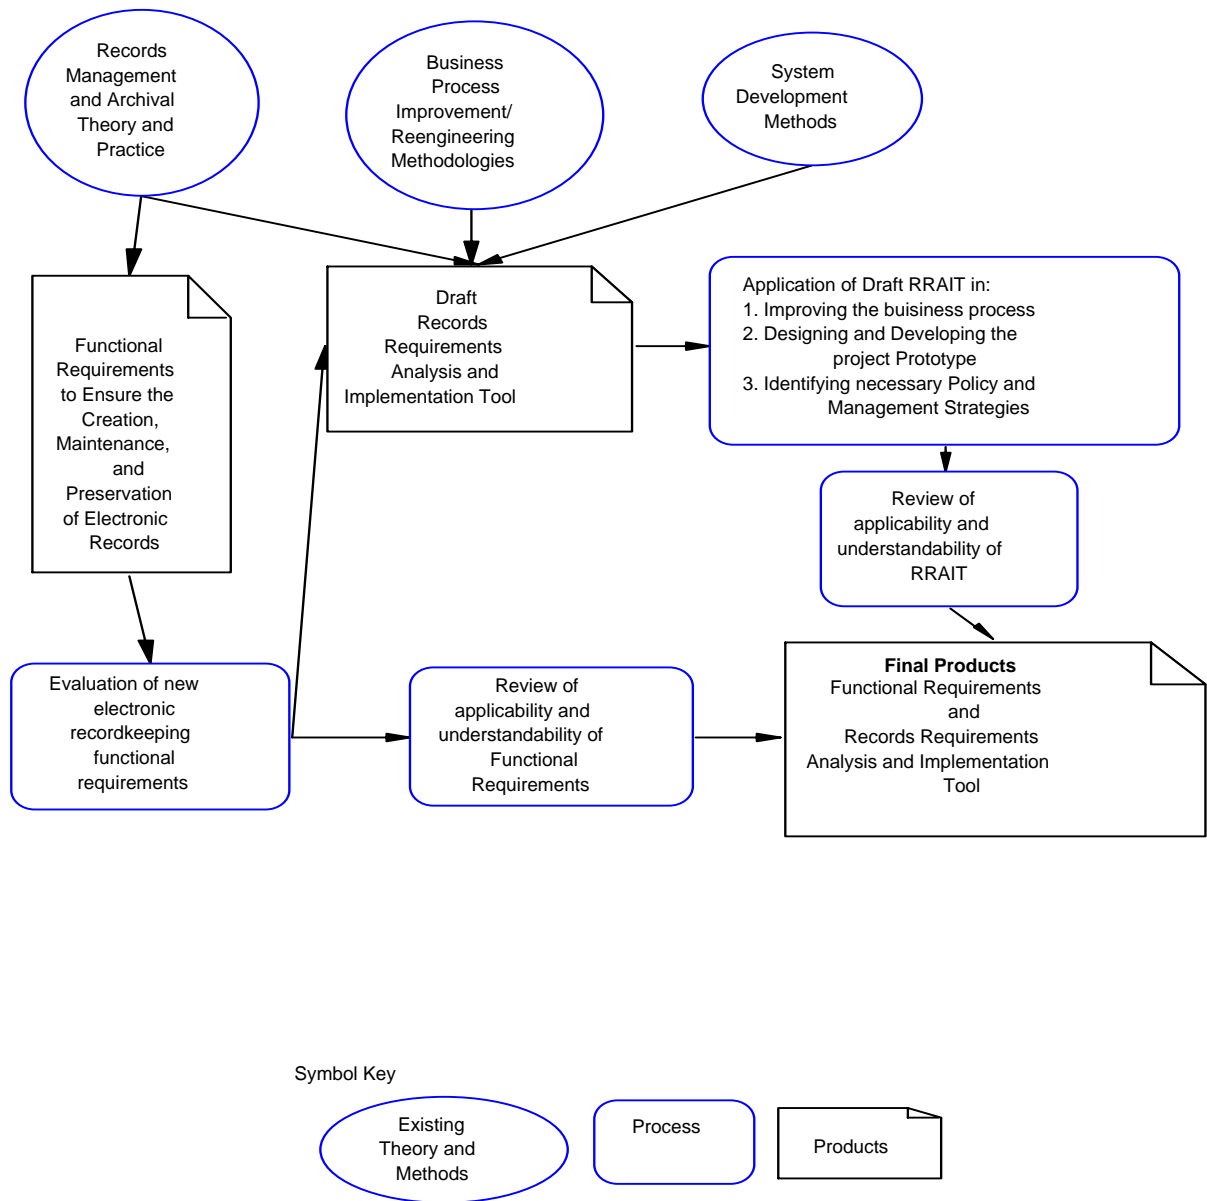 Records
Management
and Archival
Theory and
Practice
Business
Process
Improvement/
Reengineering
Methodologies
System
Development
Methods
Functional
Requirements
to Ensure the
Creation,
Maintenance,
and
Preservation
of Electronic
Records
Draft
Records
Requirements
Analysis and
Implementation Tool
Application of Draft RRAIT in:
1. Improving the buisiness process
2. Designing and Developing the
project Prototype
3. Identifying necessary Policy and
Management Strategies
Review of
applicability and
understandability of
RRAIT
Evaluation of new
electronic
recordkeeping
functional
requirements
Review of
applicability and
understandability of
Functional
Requirements
Final Products
Functional Requirements
and
Records Requirements
Analysis and Implementation
Tool
Symbol Key
Existing
Theory and
Methods
Process
Products